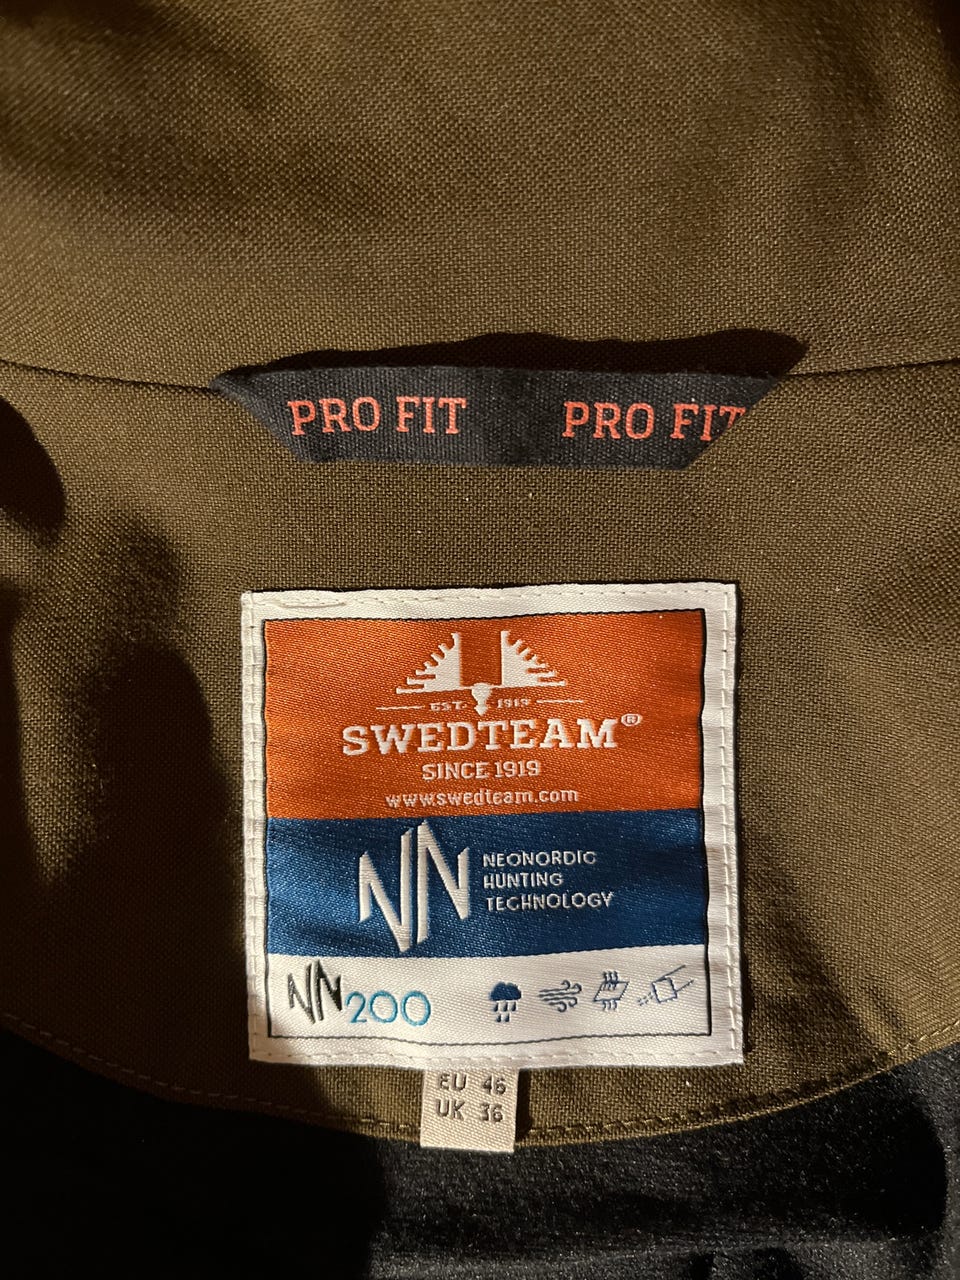 PRO FIT PRO FIT
EST. 1919
SWEDTEAM®
SINCE 1919
www.swedteam.com
NN NEONORDIC
HUNTING
TECHNOLOGY
NN200
EU 46
UK 36